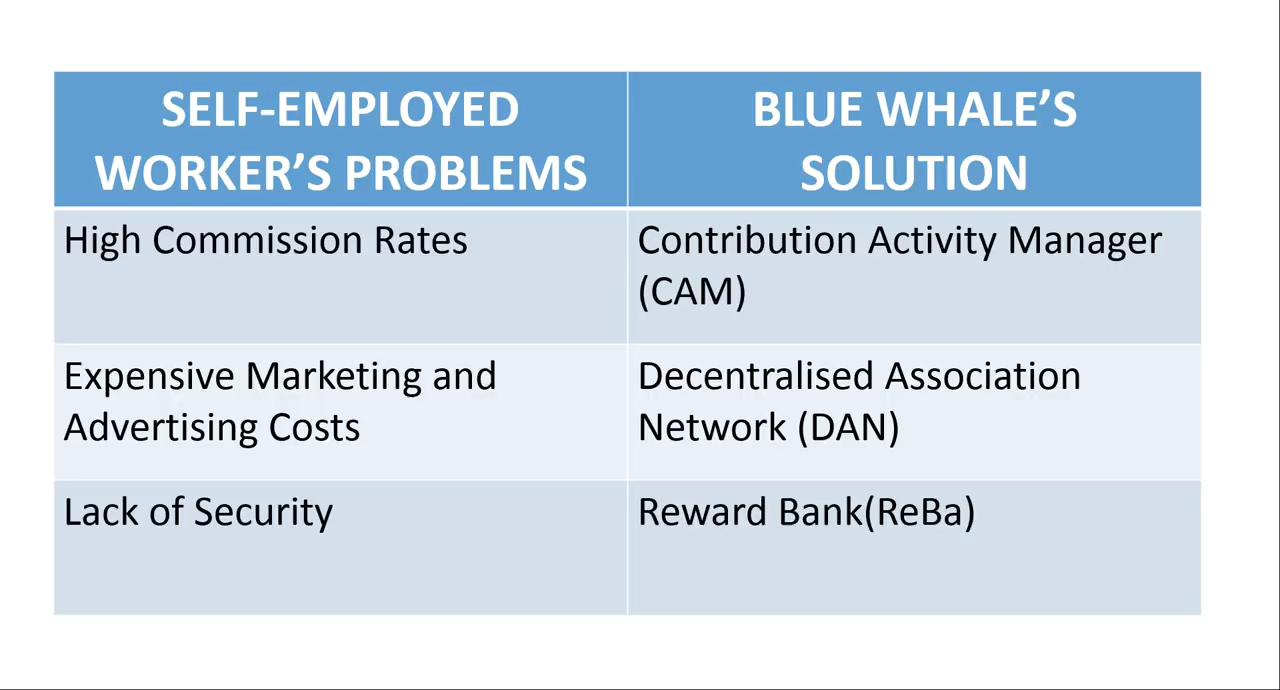 SELF-EMPLOYED
WORKER’S PROBLEMS
BLUE WHALE’S
SOLUTION
High Commission Rates
Contribution Activity Manager
(CAM)
Expensive Marketing and
Advertising Costs
Decentralised Association
Network (DAN)
Lack of Security
Reward Bank(ReBa)